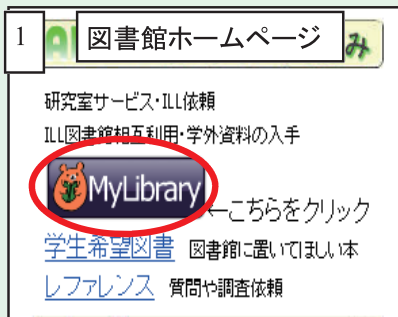 1 図書館ホームページ
み
研究室サービス・ILL依頼
ILL図書館相互利用・学外資料の入手
MyLibrary ←こちらをクリック
学生希望図書 図書館に置いてほしい本
レファレンス 質問や調査依頼